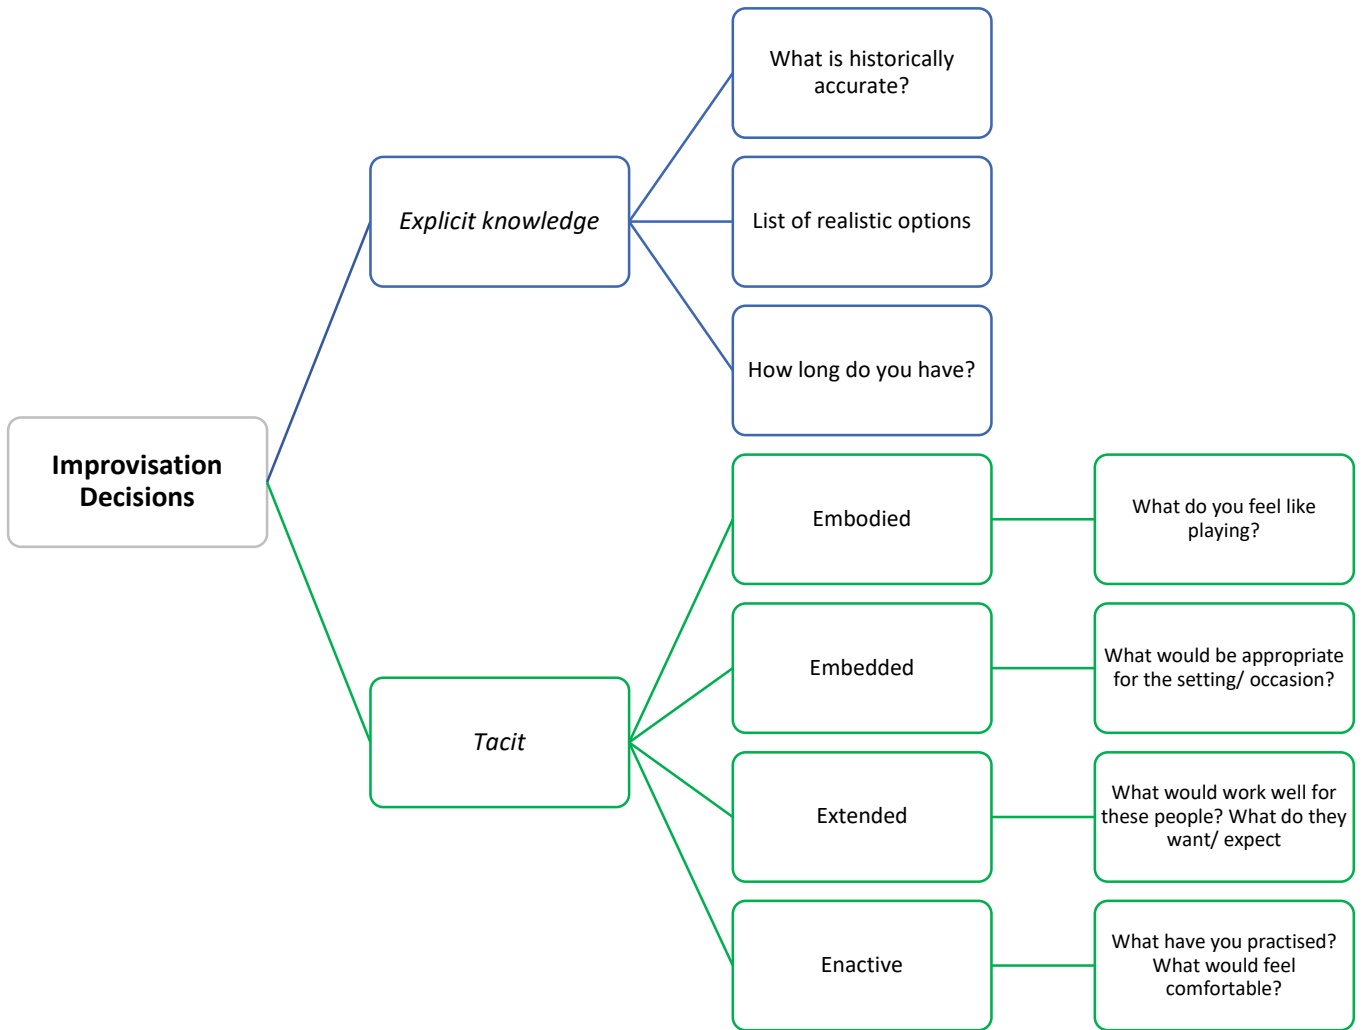 Improvisation
Decisions
Explicit knowledge
What is historically
accurate?
List of realistic options
How long do you have?
Tacit
Embodied
What do you feel like
playing?
Embedded
What would be appropriate
for the setting/ occasion?
Extended
What would work well for
these people? What do they
want/ expect
Enactive
What have you practised?
What would feel
comfortable?